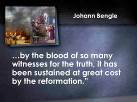 Johann Bengle
...by the blood of so many
witnesses for the truth, it has
been sustained at great cost
by the reformation.”